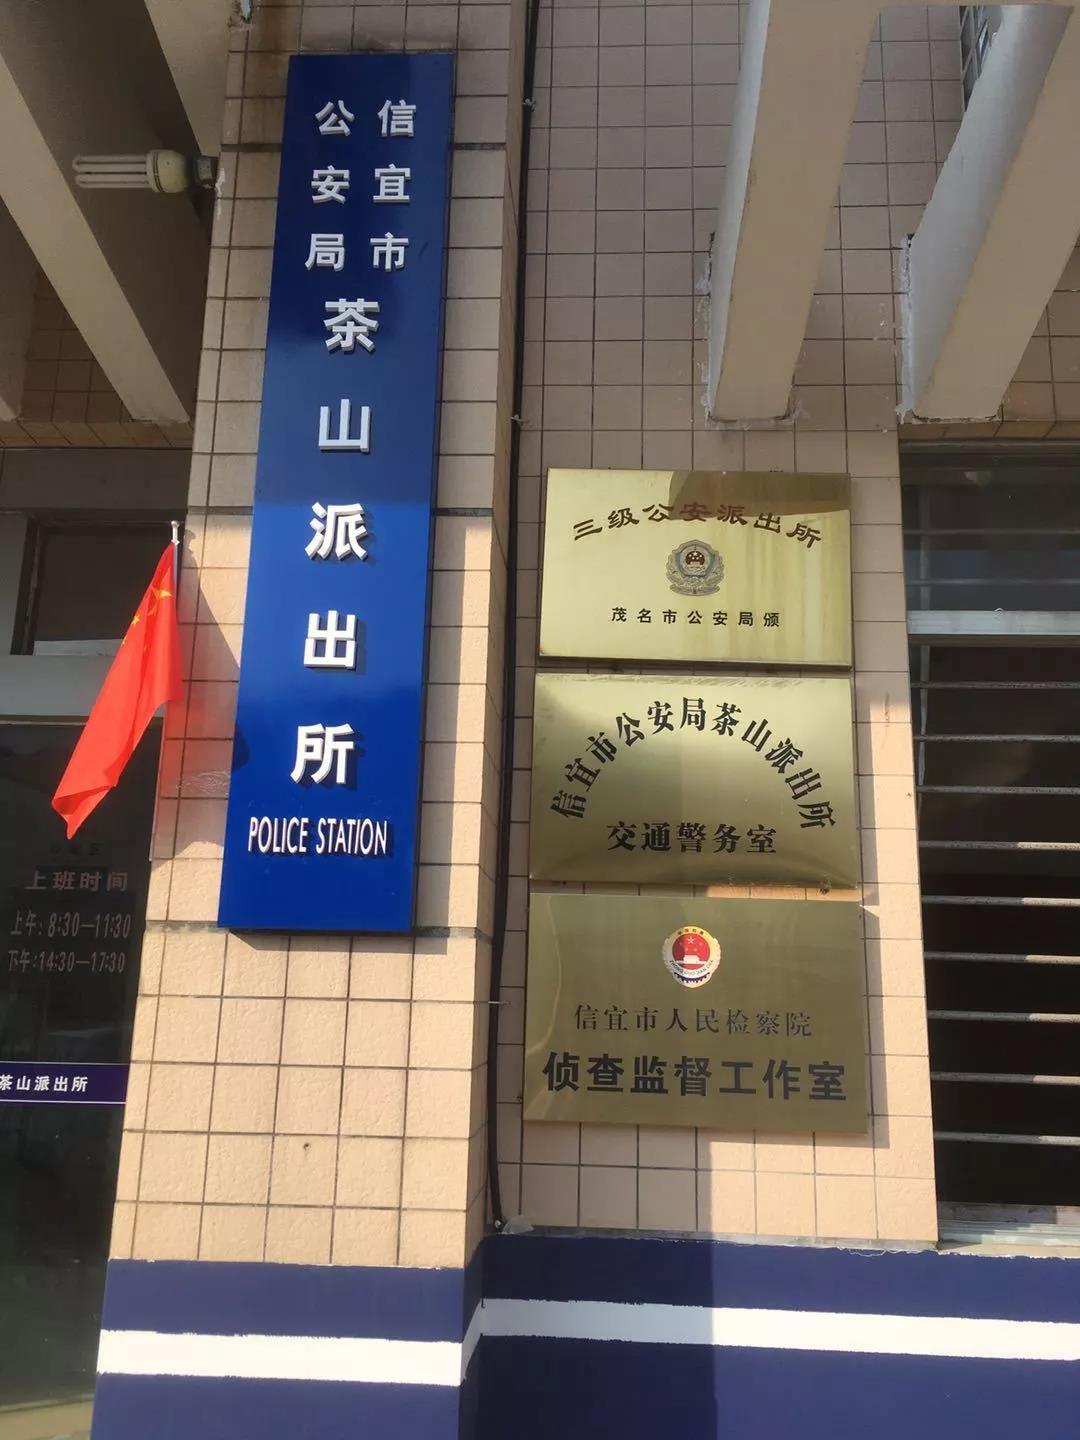 信宜市
公安局
茶山派出所
POLICE STATION
三级公安派出所
茂名市公安局颁
信宜市公安局茶山派出所
交通警务室
信宜市人民检察院
侦查监督工作室
上班时间
上午:8:30—11:30
下午:14:30—17:30
茶山派出所